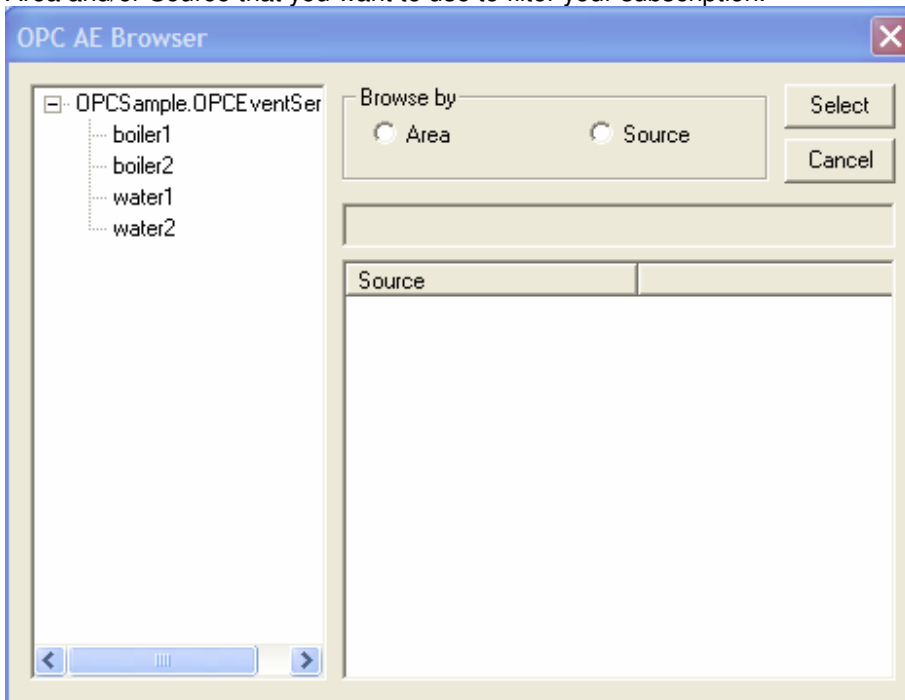 Area and/or Source that you want to use to filter your subscription.
OPC AE Browser
OPCSample.OPCEventSer
boiler1
boiler2
water1
water2
Browse by
Area
Source
Select
Cancel
Source